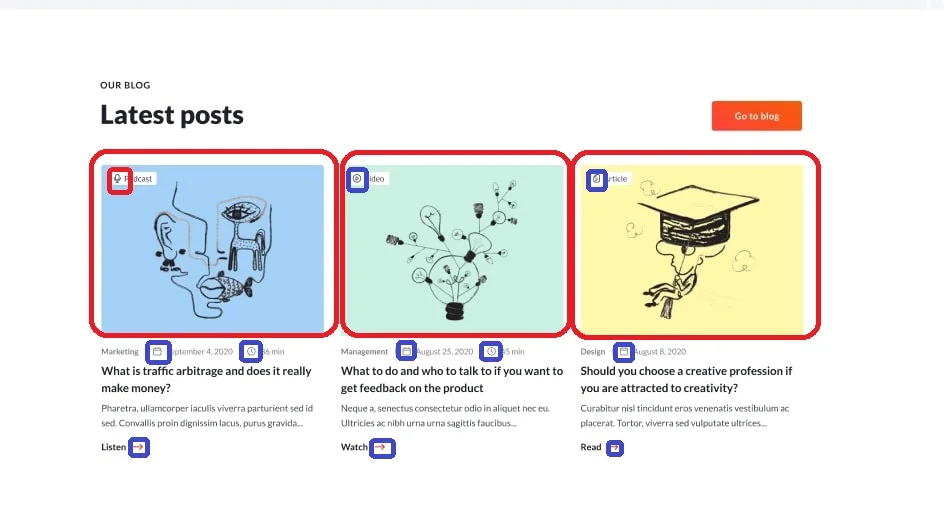 OUR BLOG
Latest posts
Go to blog
Podcast
Marketing September 4, 2020 min
What is traffic arbitrage and does it really
make money?
Pharetra, ullamcorper iaculis viverra parturient sed id
sed. Convallis proin dignissim lacus, purus gravida...
Listen →
Video
Management August 25, 2020 min
What to do and who to talk to if you want to
get feedback on the product
Neque a, senectus consectetur odio in aliquet nec eu.
Ultricies ac nibh urna urna sagittis faucibus...
Watch →
Article
Design August 8, 2020
Should you choose a creative profession if
you are attracted to creativity?
Curabitur nisl tincidunt eros venenatis vestibulum ac
placerat. Tortor, viverra sed vulputate ultrices...
Read →